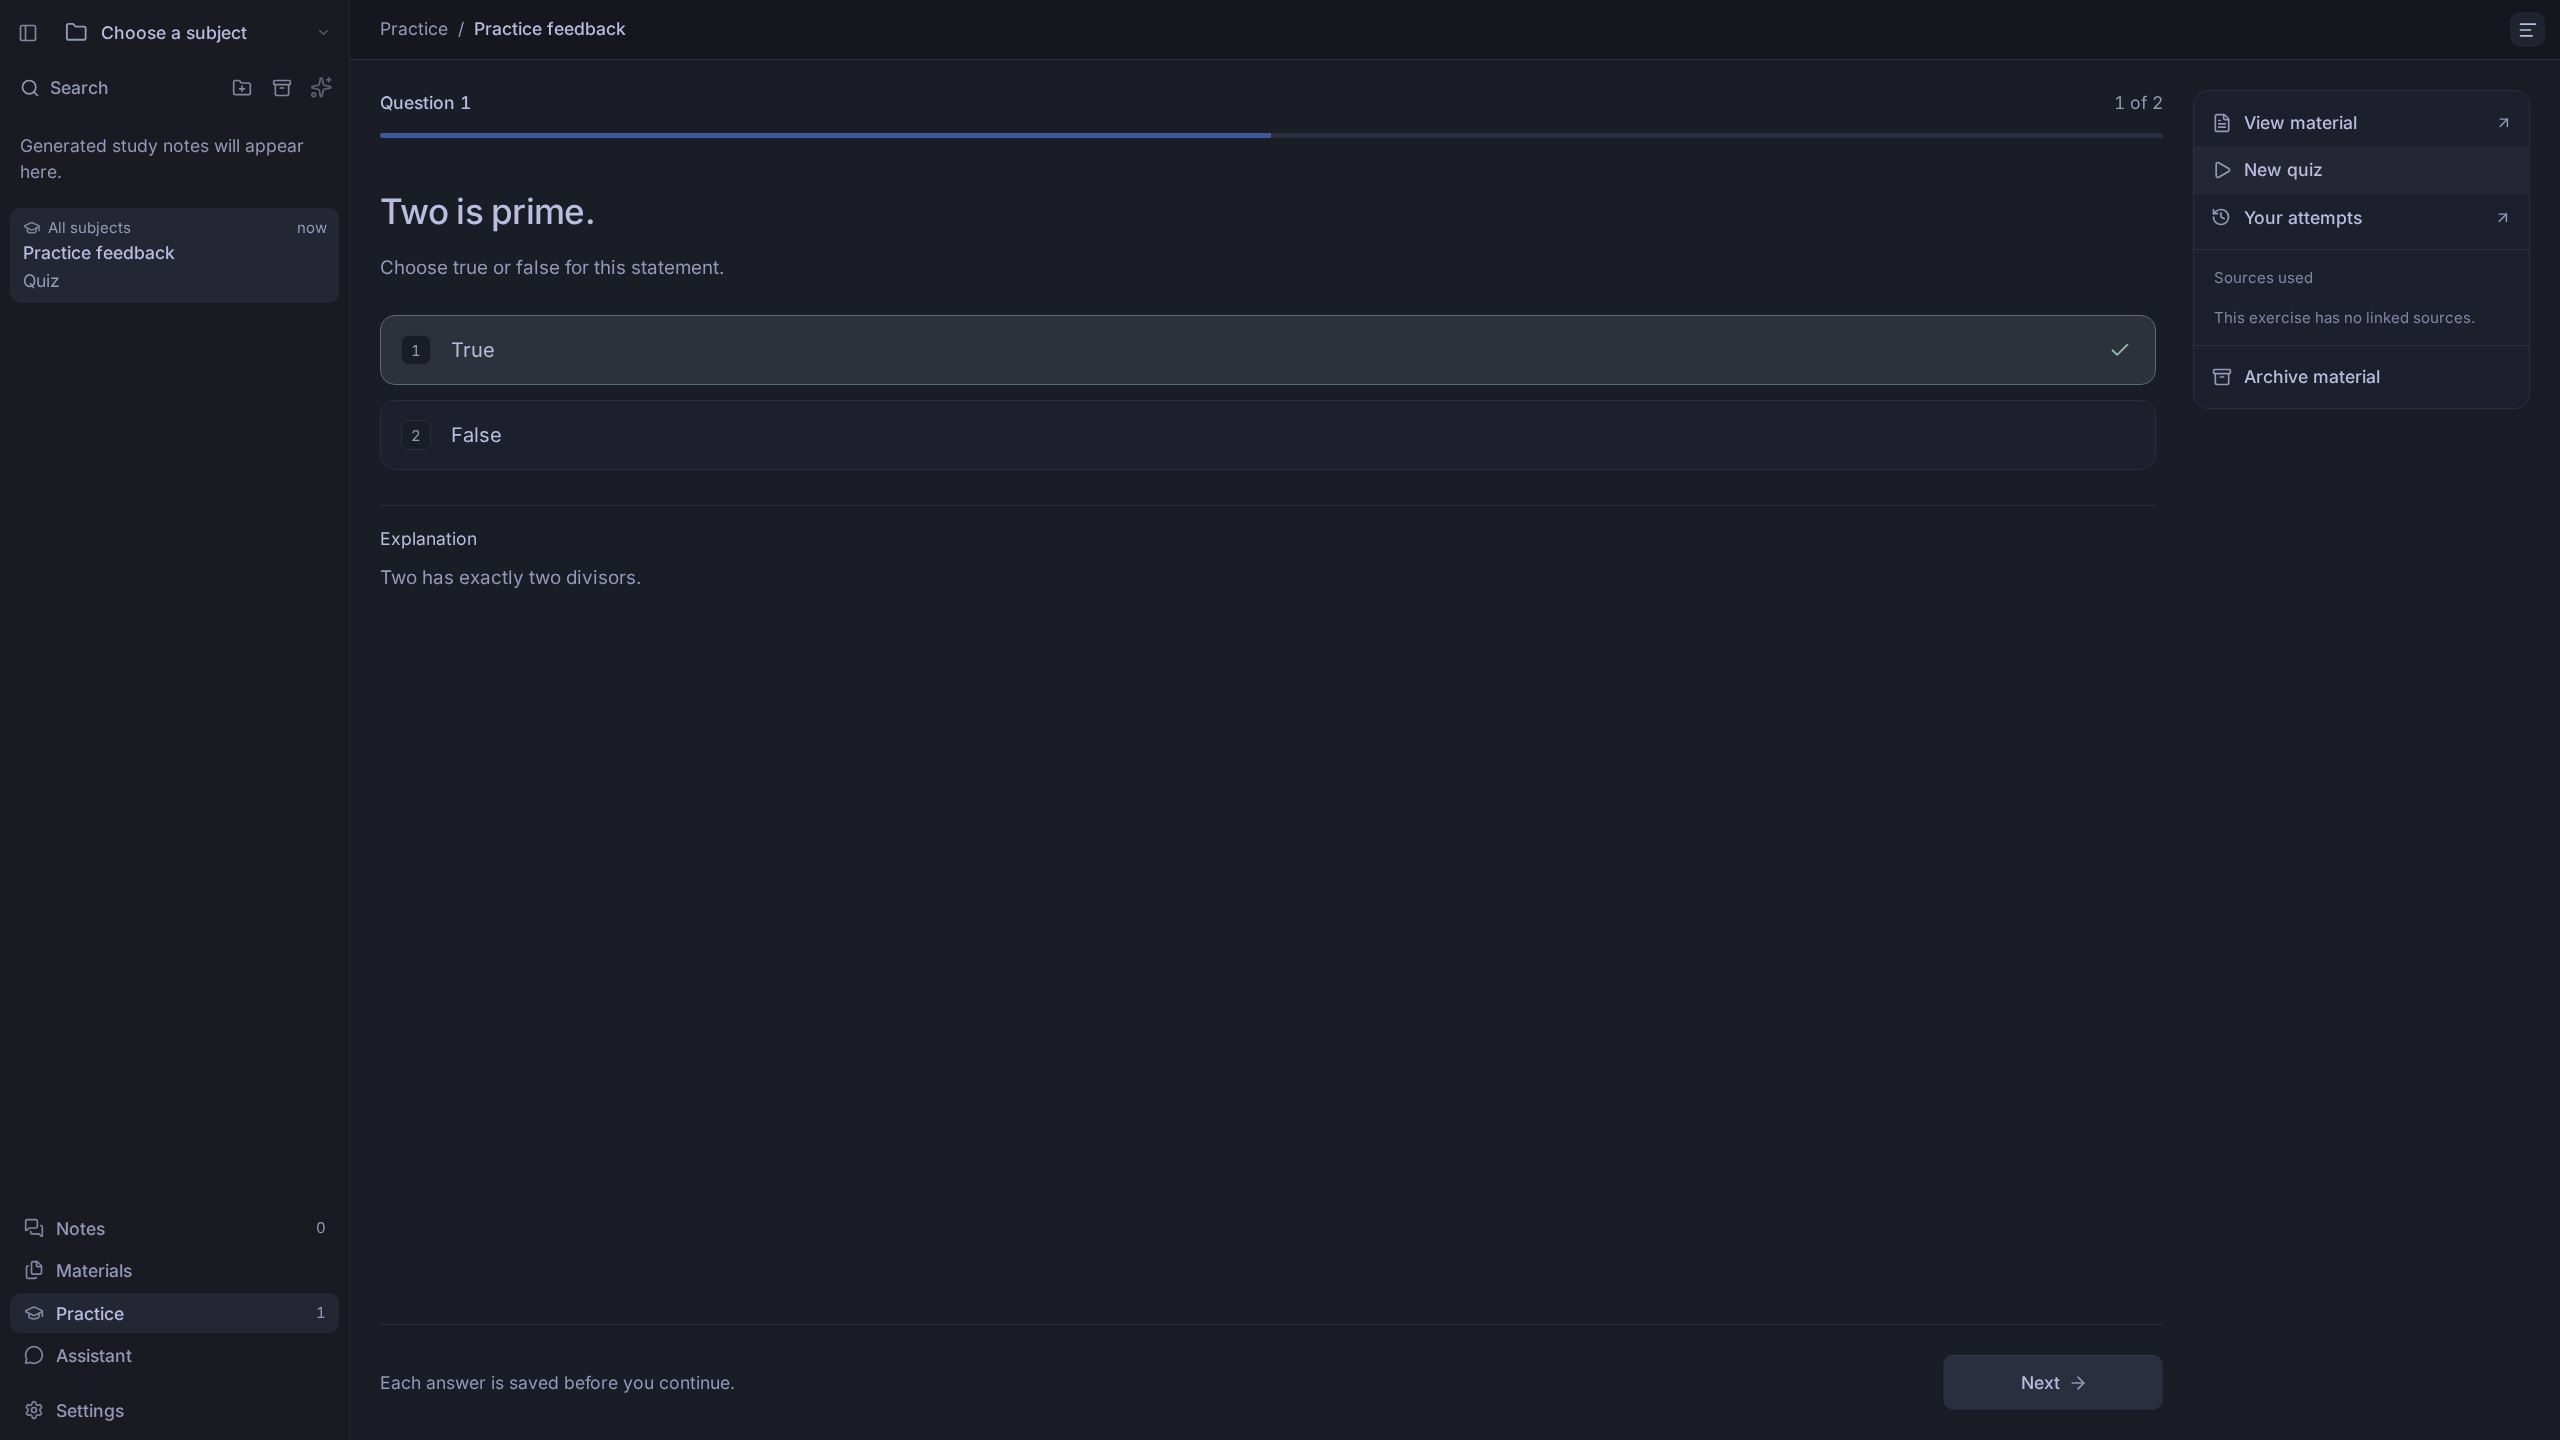 Choose a subject
Search
Generated study notes will appear
here.
All subjects now
Practice feedback
Quiz
Notes 0
Materials
Practice 1
Assistant
Settings
Practice / Practice feedback
Question 1 1 of 2
Two is prime.
Choose true or false for this statement.
1 True
2 False
Explanation
Two has exactly two divisors.
Each answer is saved before you continue.
Next
View material
New quiz
Your attempts
Sources used
This exercise has no linked sources.
Archive material